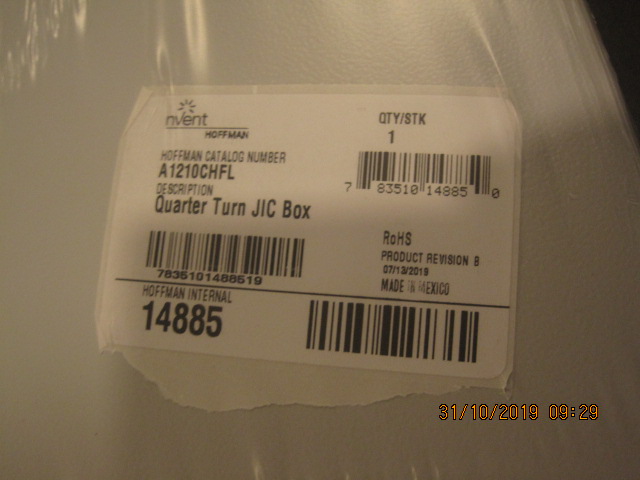 nVent
HOFFMAN
QTY/STK
1
HOFFMAN CATALOG NUMBER
A1210CHFL
DESCRIPTION
Quarter Turn JIC Box
7 83510 14885 0
7835101488519
RoHS
PRODUCT REVISION B
07/13/2019
MADE IN MEXICO
HOFFMAN INTERNAL
14885
31/10/2019 09:29